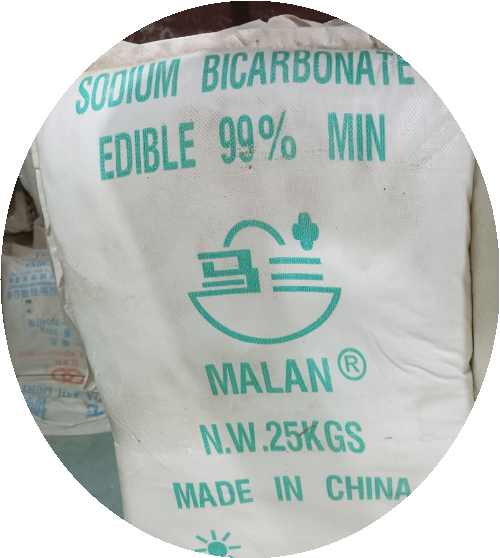 SODIUM BICARBONATE
EDIBLE 99% MIN
MALAN®
N.W.25KGS
MADE IN CHINA